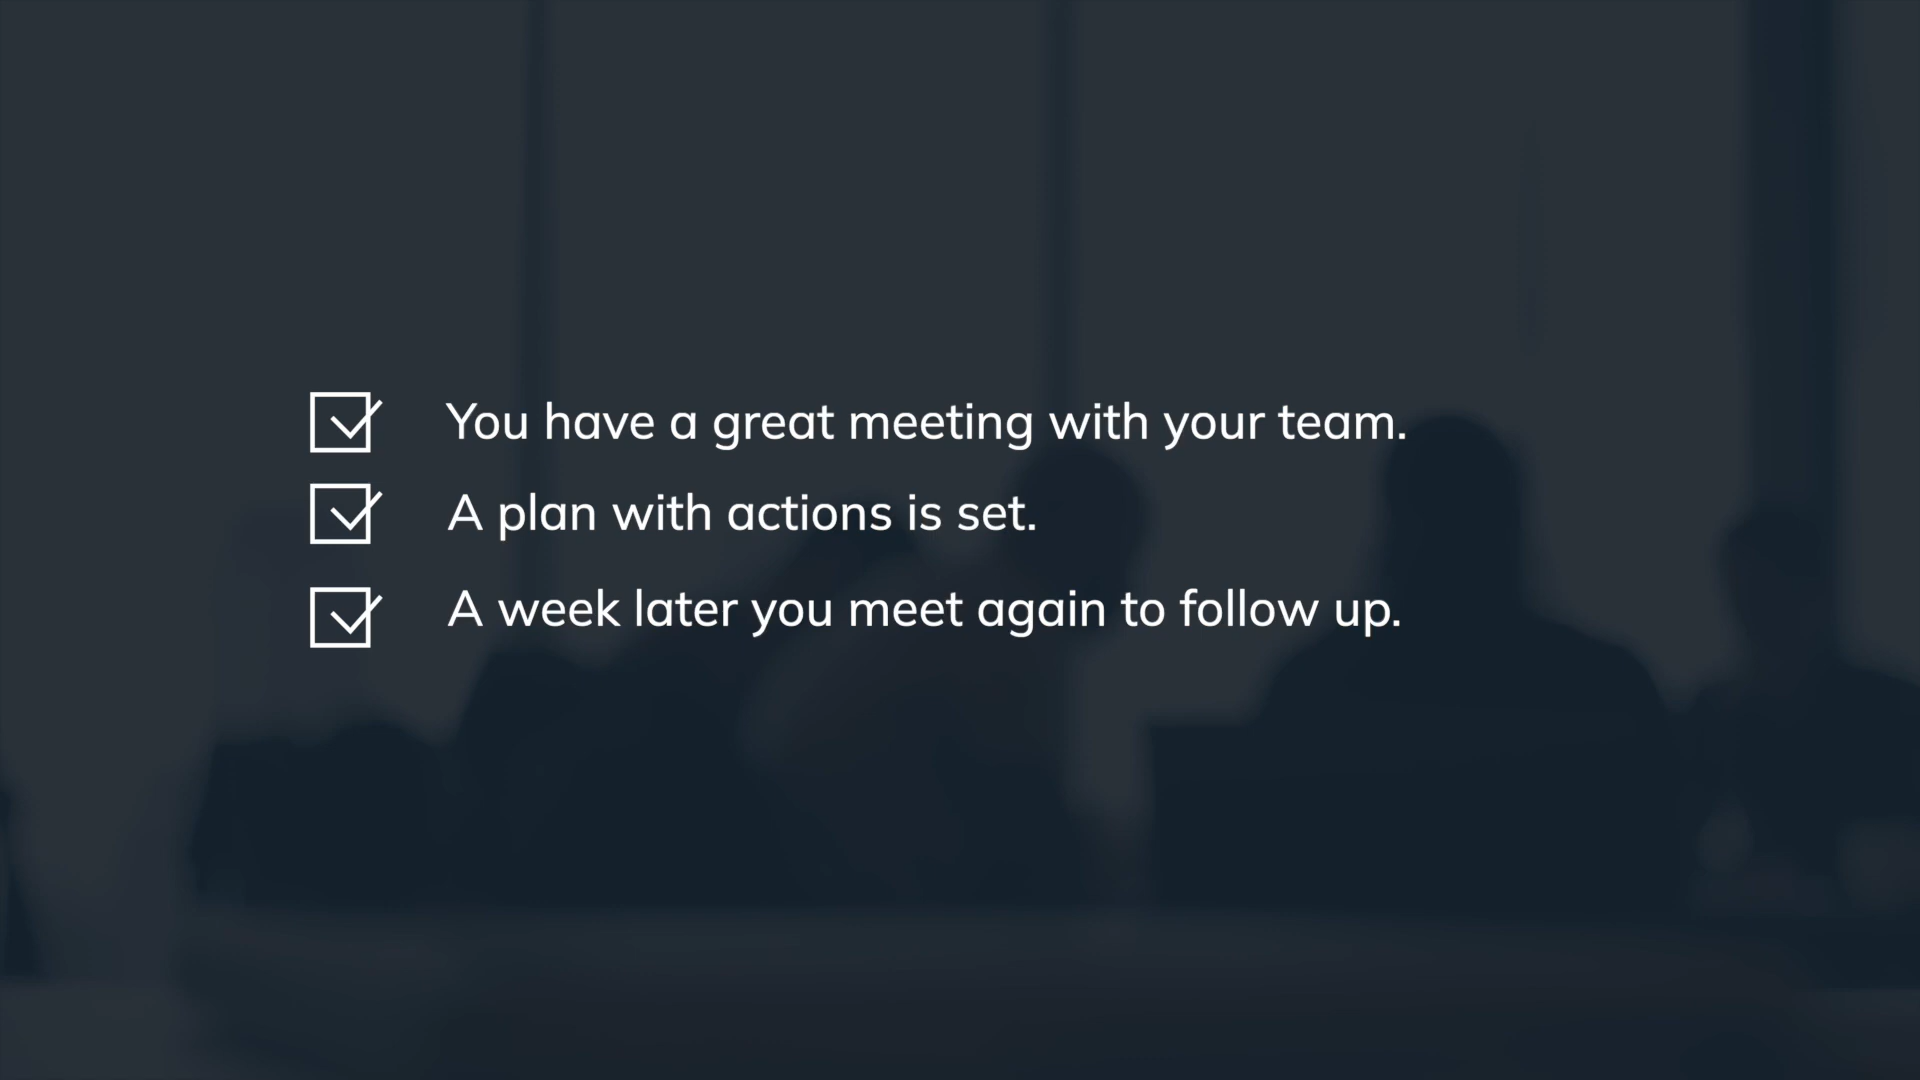 You have a great meeting with your team.
A plan with actions is set.
A week later you meet again to follow up.